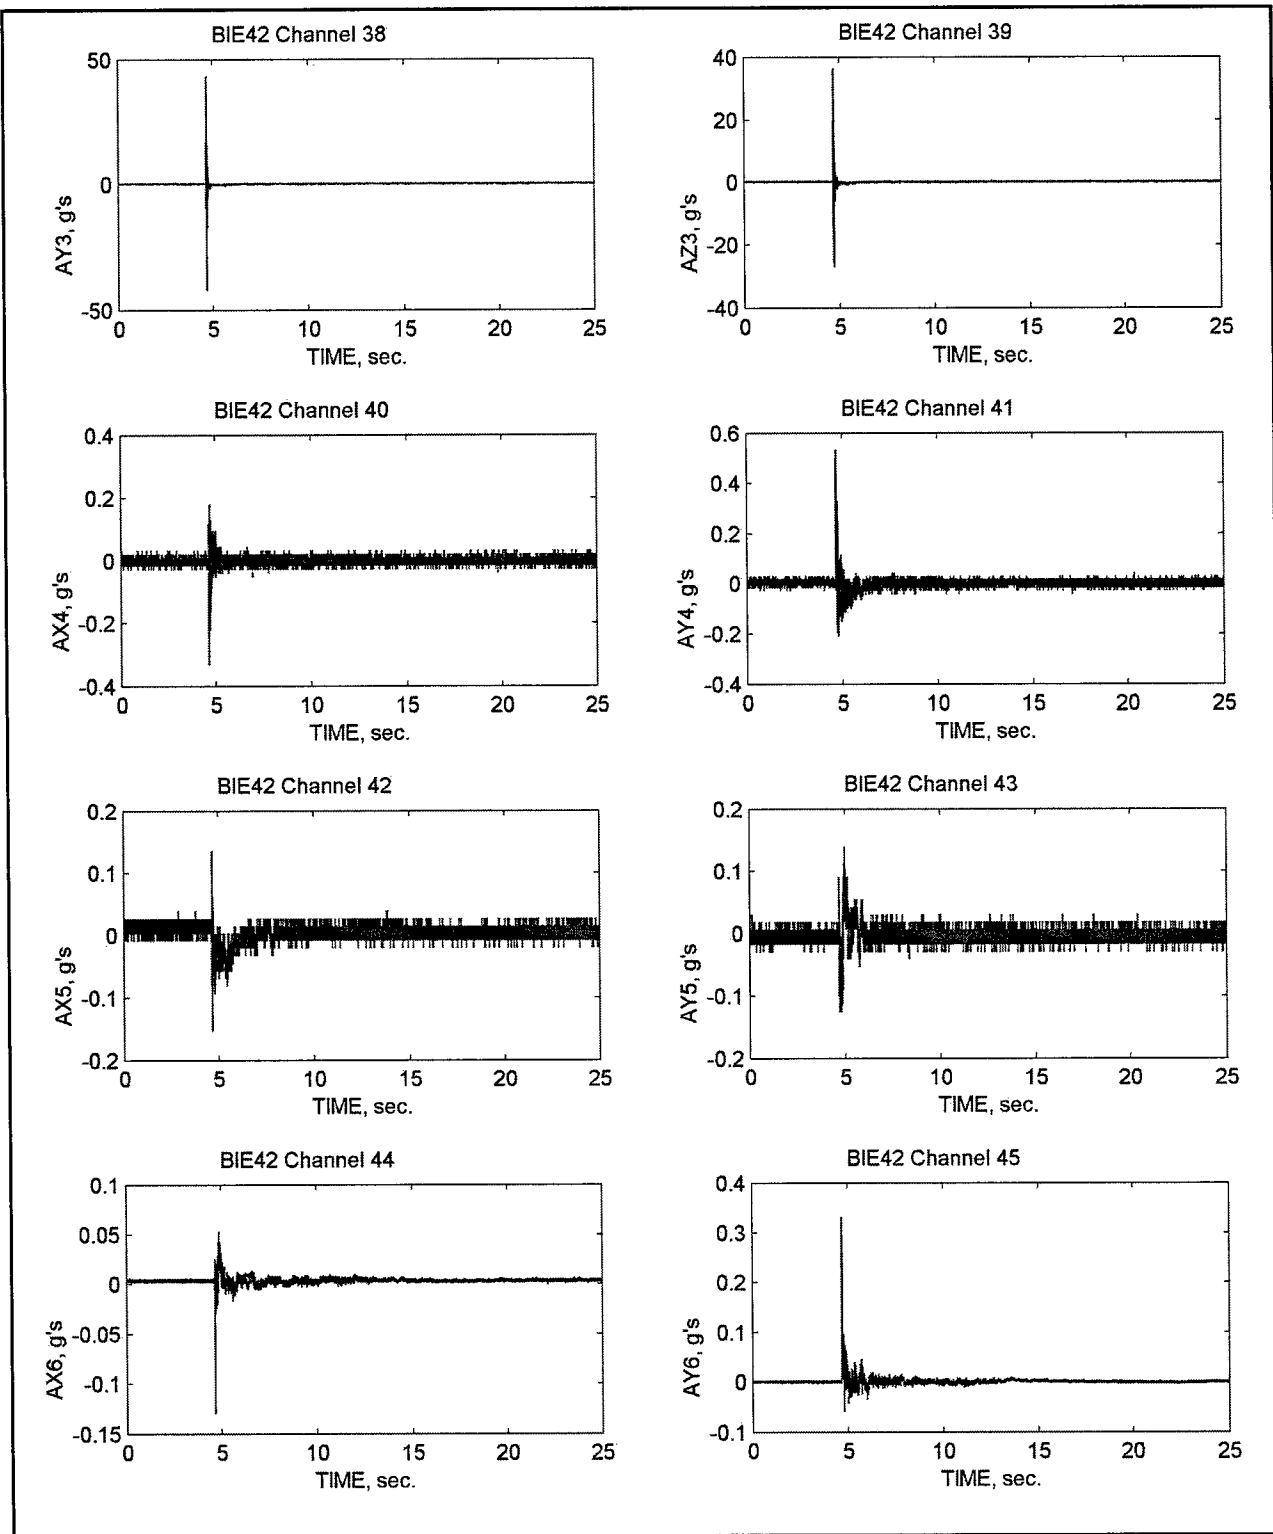 BIE42 Channel 38
50
0
-50
AY3, g's
0 5 10 15 20 25
TIME, sec.
BIE42 Channel 39
40
20
0
-20
-40
AZ3, g's
0 5 10 15 20 25
TIME, sec.
BIE42 Channel 40
0.4
0.2
0
-0.2
-0.4
AX4, g's
0 5 10 15 20 25
TIME, sec.
BIE42 Channel 41
0.6
0.4
0.2
0
-0.2
-0.4
AY4, g's
0 5 10 15 20 25
TIME, sec.
BIE42 Channel 42
0.2
0.1
0
-0.1
-0.2
AX5, g's
0 5 10 15 20 25
TIME, sec.
BIE42 Channel 43
0.2
0.1
0
-0.1
-0.2
AY5, g's
0 5 10 15 20 25
TIME, sec.
BIE42 Channel 44
0.1
0.05
0
-0.05
-0.1
-0.15
AX6, g's
0 5 10 15 20 25
TIME, sec.
BIE42 Channel 45
0.4
0.3
0.2
0.1
0
-0.1
AY6, g's
0 5 10 15 20 25
TIME, sec.